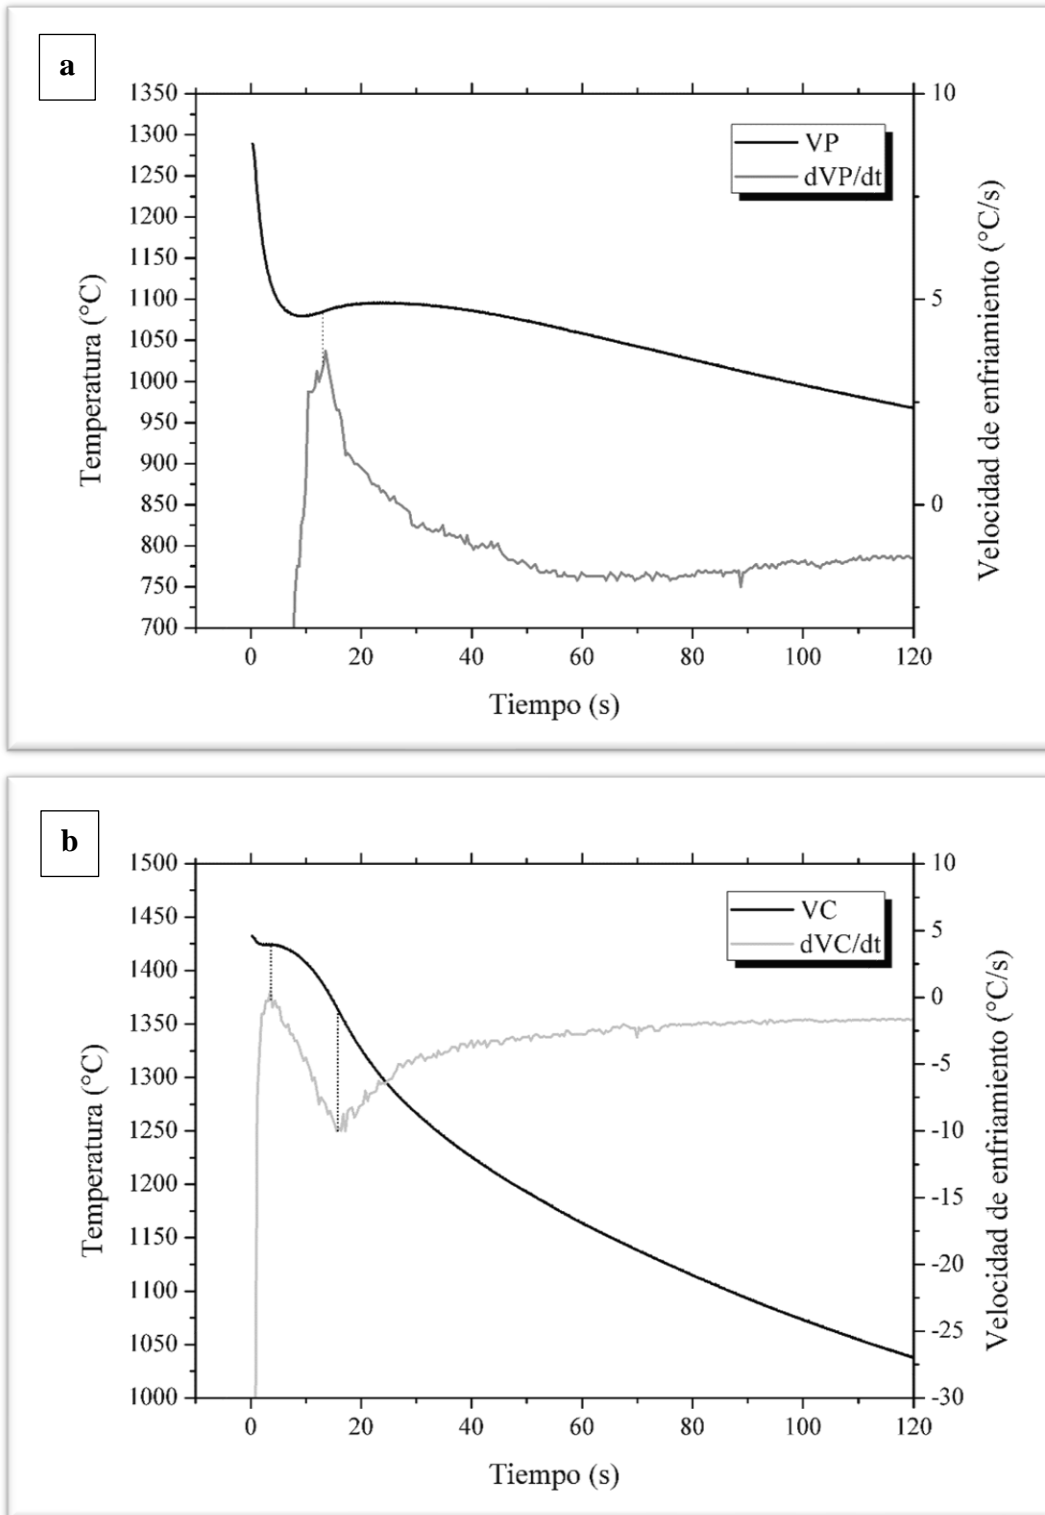 a
1350
1300
1250
1200
1150
1100
1050
1000
950
900
850
800
750
700
10
5
0
0 20 40 60 80 100 120
Temperatura (°C)
Velocidad de enfriamiento (°C/s)
Tiempo (s)
VP
dVP/dt
b
1500
1450
1400
1350
1300
1250
1200
1150
1100
1050
1000
10
5
0
-5
-10
-15
-20
-25
-30
0 20 40 60 80 100 120
Temperatura (°C)
Velocidad de enfriamiento (°C/s)
Tiempo (s)
VC
dVC/dt